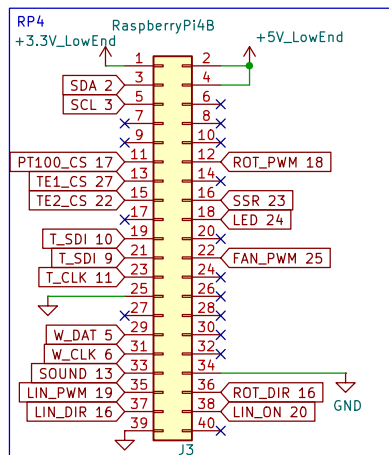 RP4
RaspberryPi4B
+3.3V_LowEnd
+5V_LowEnd
1 2
SDA 2 3 4
SCL 3 5 6
7 8
9 10
PT100_CS 17 11 12 ROT_PWM 18
TE1_CS 27 13 14
TE2_CS 22 15 16 SSR 23
17 18 LED 24
T_SDI 10 19 20
T_SDI 9 21 22 FAN_PWM 25
T_CLK 11 23 24
25 26
27 28
W_DAT 5 29 30
W_CLK 6 31 32
SOUND 13 33 34
LIN_PWM 19 35 36 ROT_DIR 16
GND
LIN_DIR 16 37 38 LIN_ON 20
39 40
J3